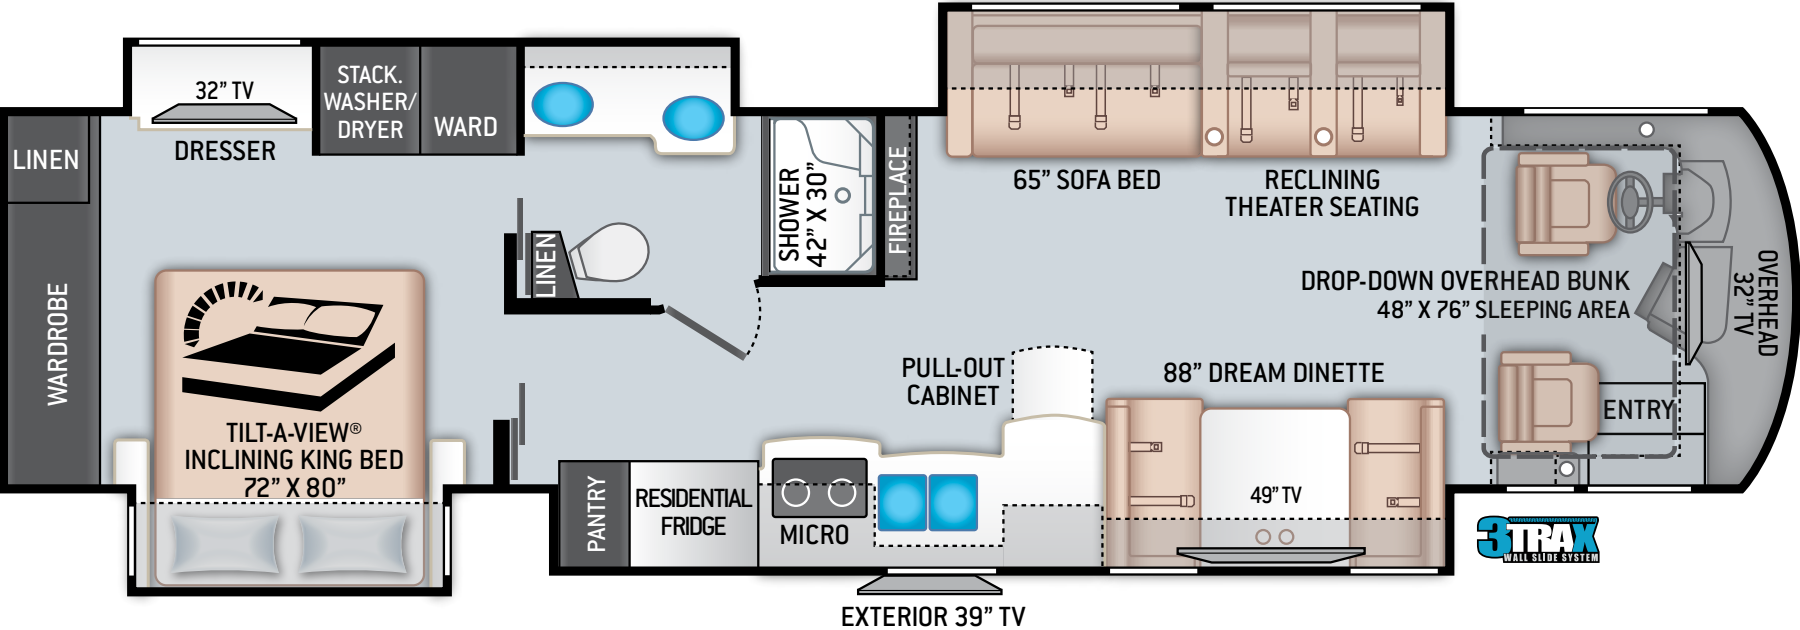 32” TV
DRESSER
STACK.
WASHER/
DRYER
WARD
LINEN
WARDROBE
LINEN
SHOWER
42” X 30”
FIREPLACE
65” SOFA BED
RECLINING
THEATER SEATING
DROP-DOWN OVERHEAD BUNK
48” X 76” SLEEPING AREA
OVERHEAD
32” TV
TILT-A-VIEW®
INCLINING KING BED
72” X 80”
PULL-OUT
CABINET
88” DREAM DINETTE
ENTRY
PANTRY
RESIDENTIAL
FRIDGE
MICRO
49” TV
EXTERIOR 39” TV
3TRAX
WALL SLIDE SYSTEM